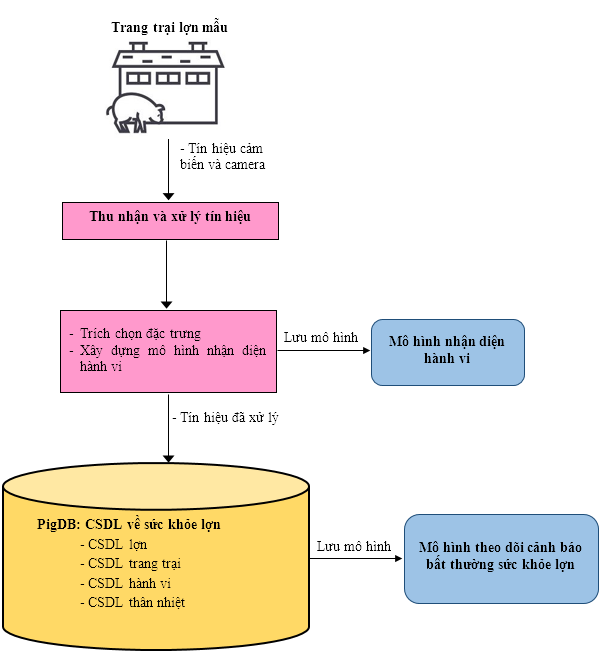 Trang trại lợn mẫu
- Tín hiệu cảm
biến và camera
Thu nhận và xử lý tín hiệu
- Trích chọn đặc trưng
- Xây dựng mô hình nhận diện
hành vi
Lưu mô hình
Mô hình nhận diện
hành vi
- Tín hiệu đã xử lý
PigDB: CSDL về sức khỏe lợn
- CSDL lợn
- CSDL trang trại
- CSDL hành vi
- CSDL thân nhiệt
Lưu mô hình
Mô hình theo dõi cảnh báo
bất thường sức khỏe lợn